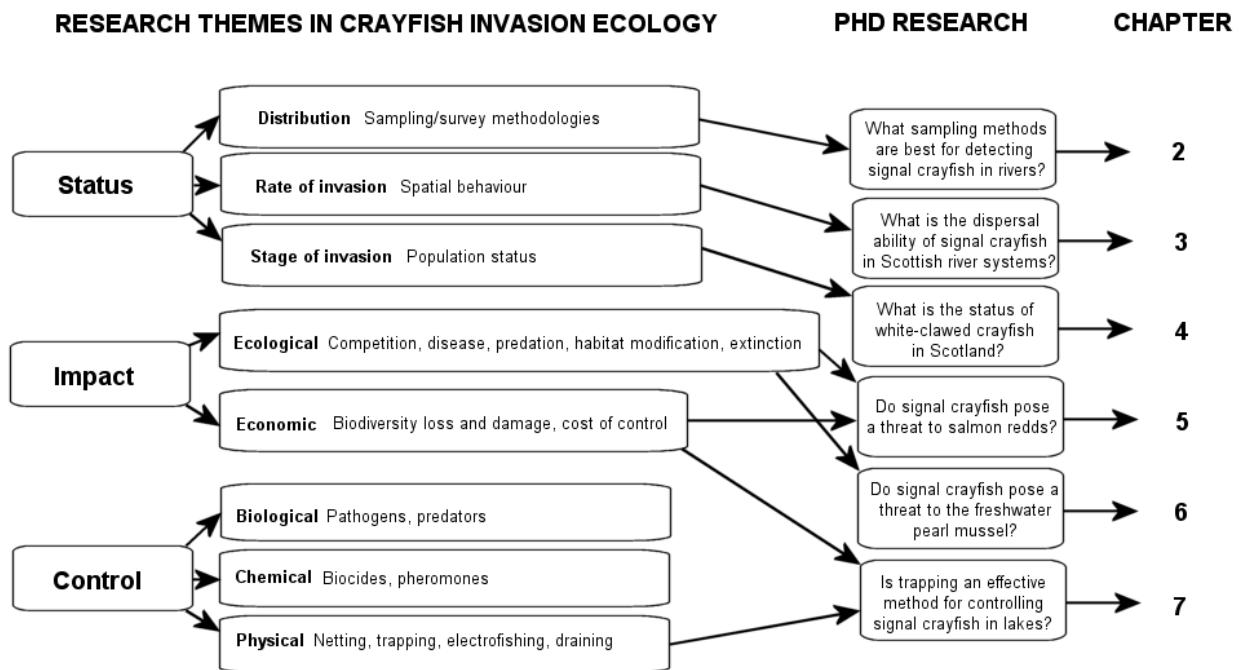 RESEARCH THEMES IN CRAYFISH INVASION ECOLOGY
PHD RESEARCH
CHAPTER
Status
Distribution Sampling/survey methodologies
Rate of invasion Spatial behaviour
Stage of invasion Population status
Impact
Ecological Competition, disease, predation, habitat modification, extinction
Economic Biodiversity loss and damage, cost of control
Control
Biological Pathogens, predators
Chemical Biocides, pheromones
Physical Netting, trapping, electrofishing, draining
What sampling methods
are best for detecting
signal crayfish in rivers?
2
What is the dispersal
ability of signal crayfish
in Scottish river systems?
3
What is the status of
white-clawed crayfish
in Scotland?
4
Do signal crayfish pose
a threat to salmon redds?
5
Do signal crayfish pose a
threat to the freshwater
pearl mussel?
6
Is trapping an effective
method for controlling
signal crayfish in lakes?
7